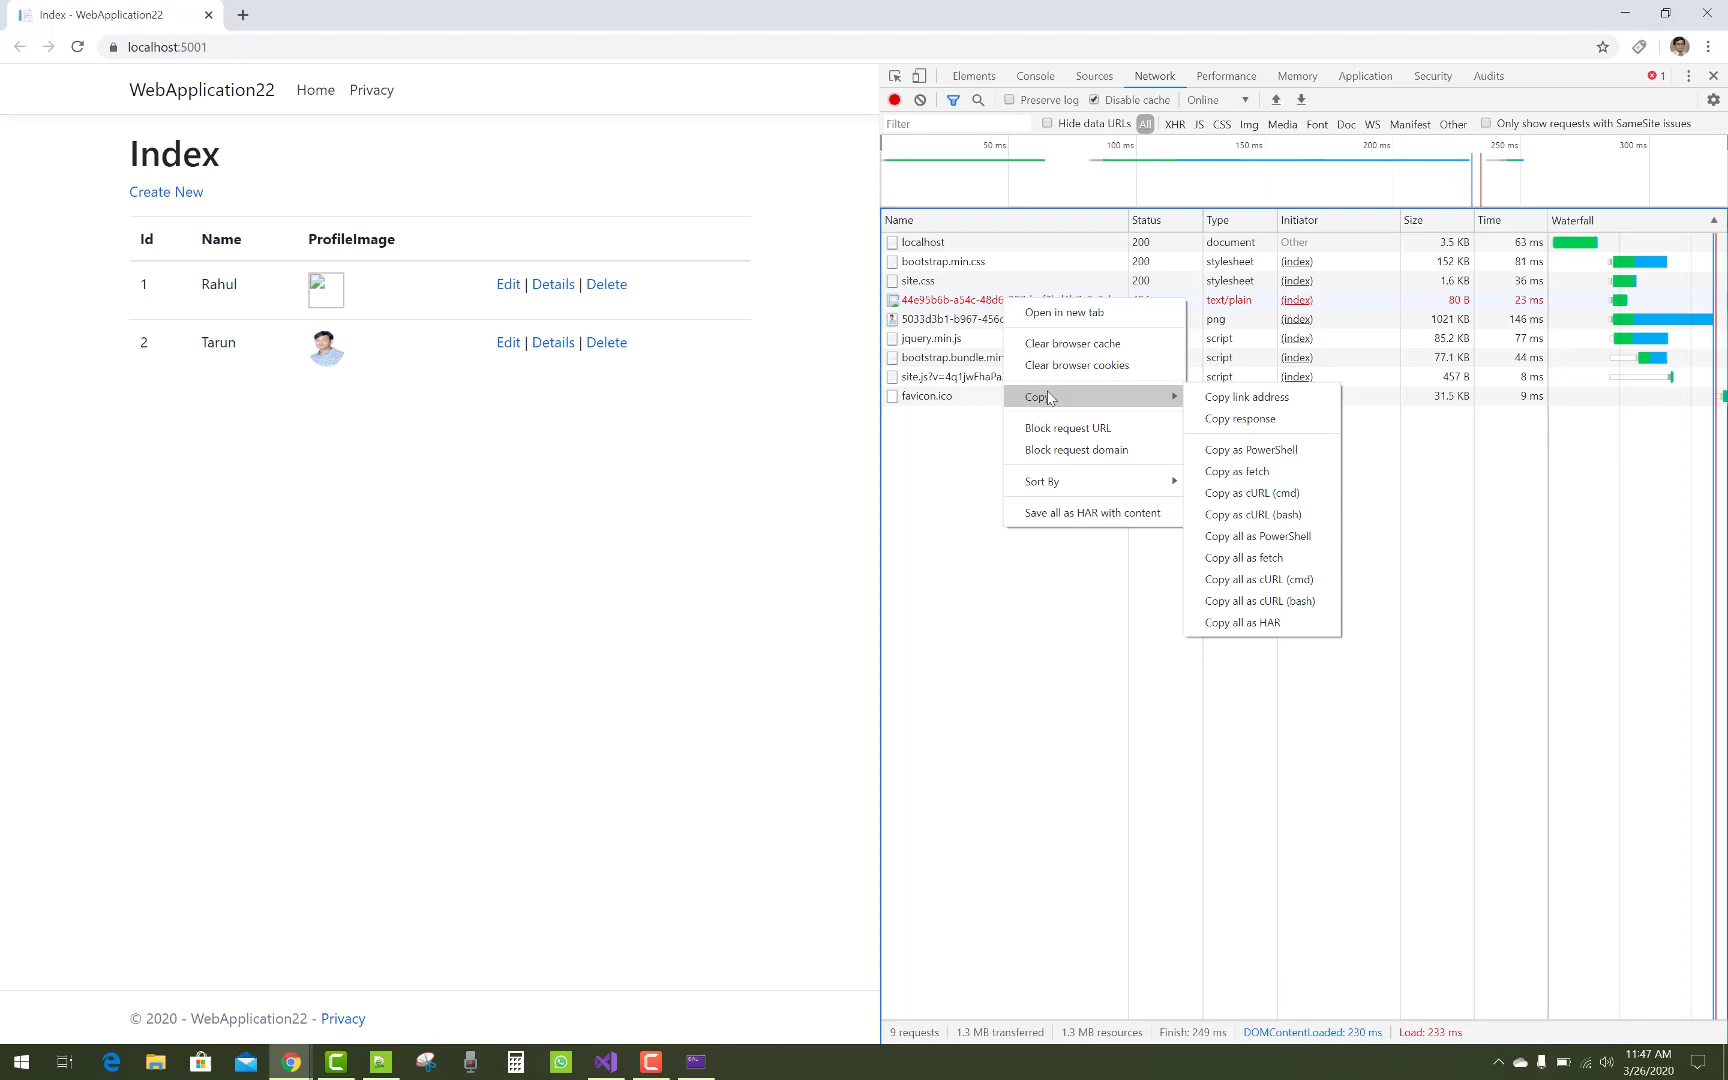 Index - WebApplication22
localhost:5001
WebApplication22 Home Privacy
Index
Create New
Id Name ProfileImage
1 Rahul Edit | Details | Delete
2 Tarun Edit | Details | Delete
© 2020 - WebApplication22 - Privacy
Elements Console Sources Network Performance Memory Application Security Audits 1
Preserve log Disable cache Online
Filter Hide data URLs All XHR JS CSS Img Media Font Doc WS Manifest Other Only show requests with SameSite issues
50 ms 100 ms 150 ms 200 ms 250 ms 300 ms
Name Status Type Initiator Size Time Waterfall
localhost 200 document Other 3.5 KB 63 ms
bootstrap.min.css 200 stylesheet (index) 152 KB 81 ms
site.css 200 stylesheet (index) 1.6 KB 36 ms
44e95b6b-a54c-48d6 text/plain (index) 80 B 23 ms
5033d3b1-b967-456c png (index) 1021 KB 146 ms
jquery.min.js script (index) 85.2 KB 77 ms
bootstrap.bundle.min script (index) 77.1 KB 44 ms
site.js?v=4q1jwFhaPa script (index) 457 B 8 ms
favicon.ico 31.5 KB 9 ms
Open in new tab
Clear browser cache
Clear browser cookies
Copy
Block request URL
Block request domain
Sort By
Save all as HAR with content
Copy link address
Copy response
Copy as PowerShell
Copy as fetch
Copy as cURL (cmd)
Copy as cURL (bash)
Copy all as PowerShell
Copy all as fetch
Copy all as cURL (cmd)
Copy all as cURL (bash)
Copy all as HAR
9 requests 1.3 MB transferred 1.3 MB resources Finish: 249 ms DOMContentLoaded: 230 ms Load: 233 ms
11:47 AM
3/26/2020